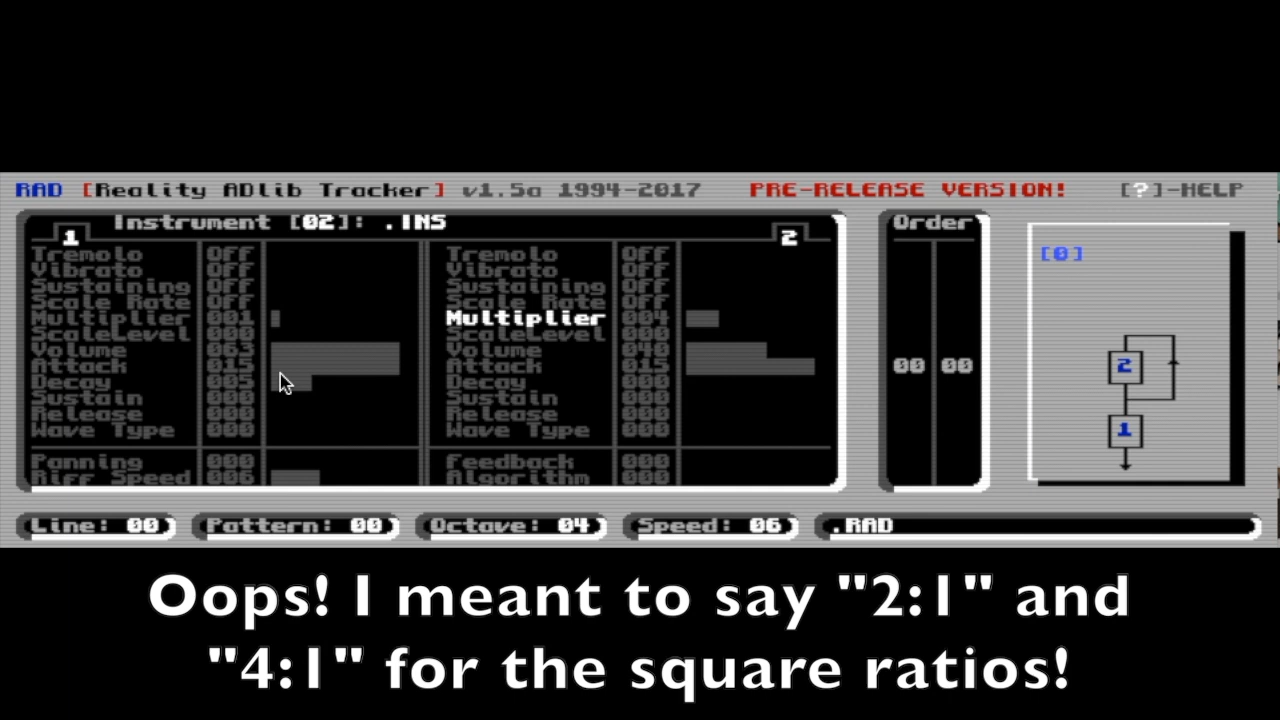 RAD [Reality ADlib Tracker] v1.5a 1994-2017 PRE-RELEASE VERSION! [?]-HELP
Instrument [02]: .INS
1 2
Tremolo OFF Tremolo OFF
Vibrato OFF Vibrato OFF
Sustaining OFF Sustaining OFF
Scale Rate OFF Scale Rate OFF
Multiplier 001 Multiplier 004
ScaleLevel 000 ScaleLevel 000
Volume 063 Volume 040
Attack 015 Attack 015
Decay 005 Decay 000
Sustain 000 Sustain 000
Release 000 Release 000
Wave Type 000 Wave Type 000
Panning 000 Feedback 000
Riff Speed 006 Algorithm 000
Order
00 00
[0]
2
1
Line: 00 Pattern: 00 Octave: 04 Speed: 06 .RAD
Oops! I meant to say "2:1" and
"4:1" for the square ratios!